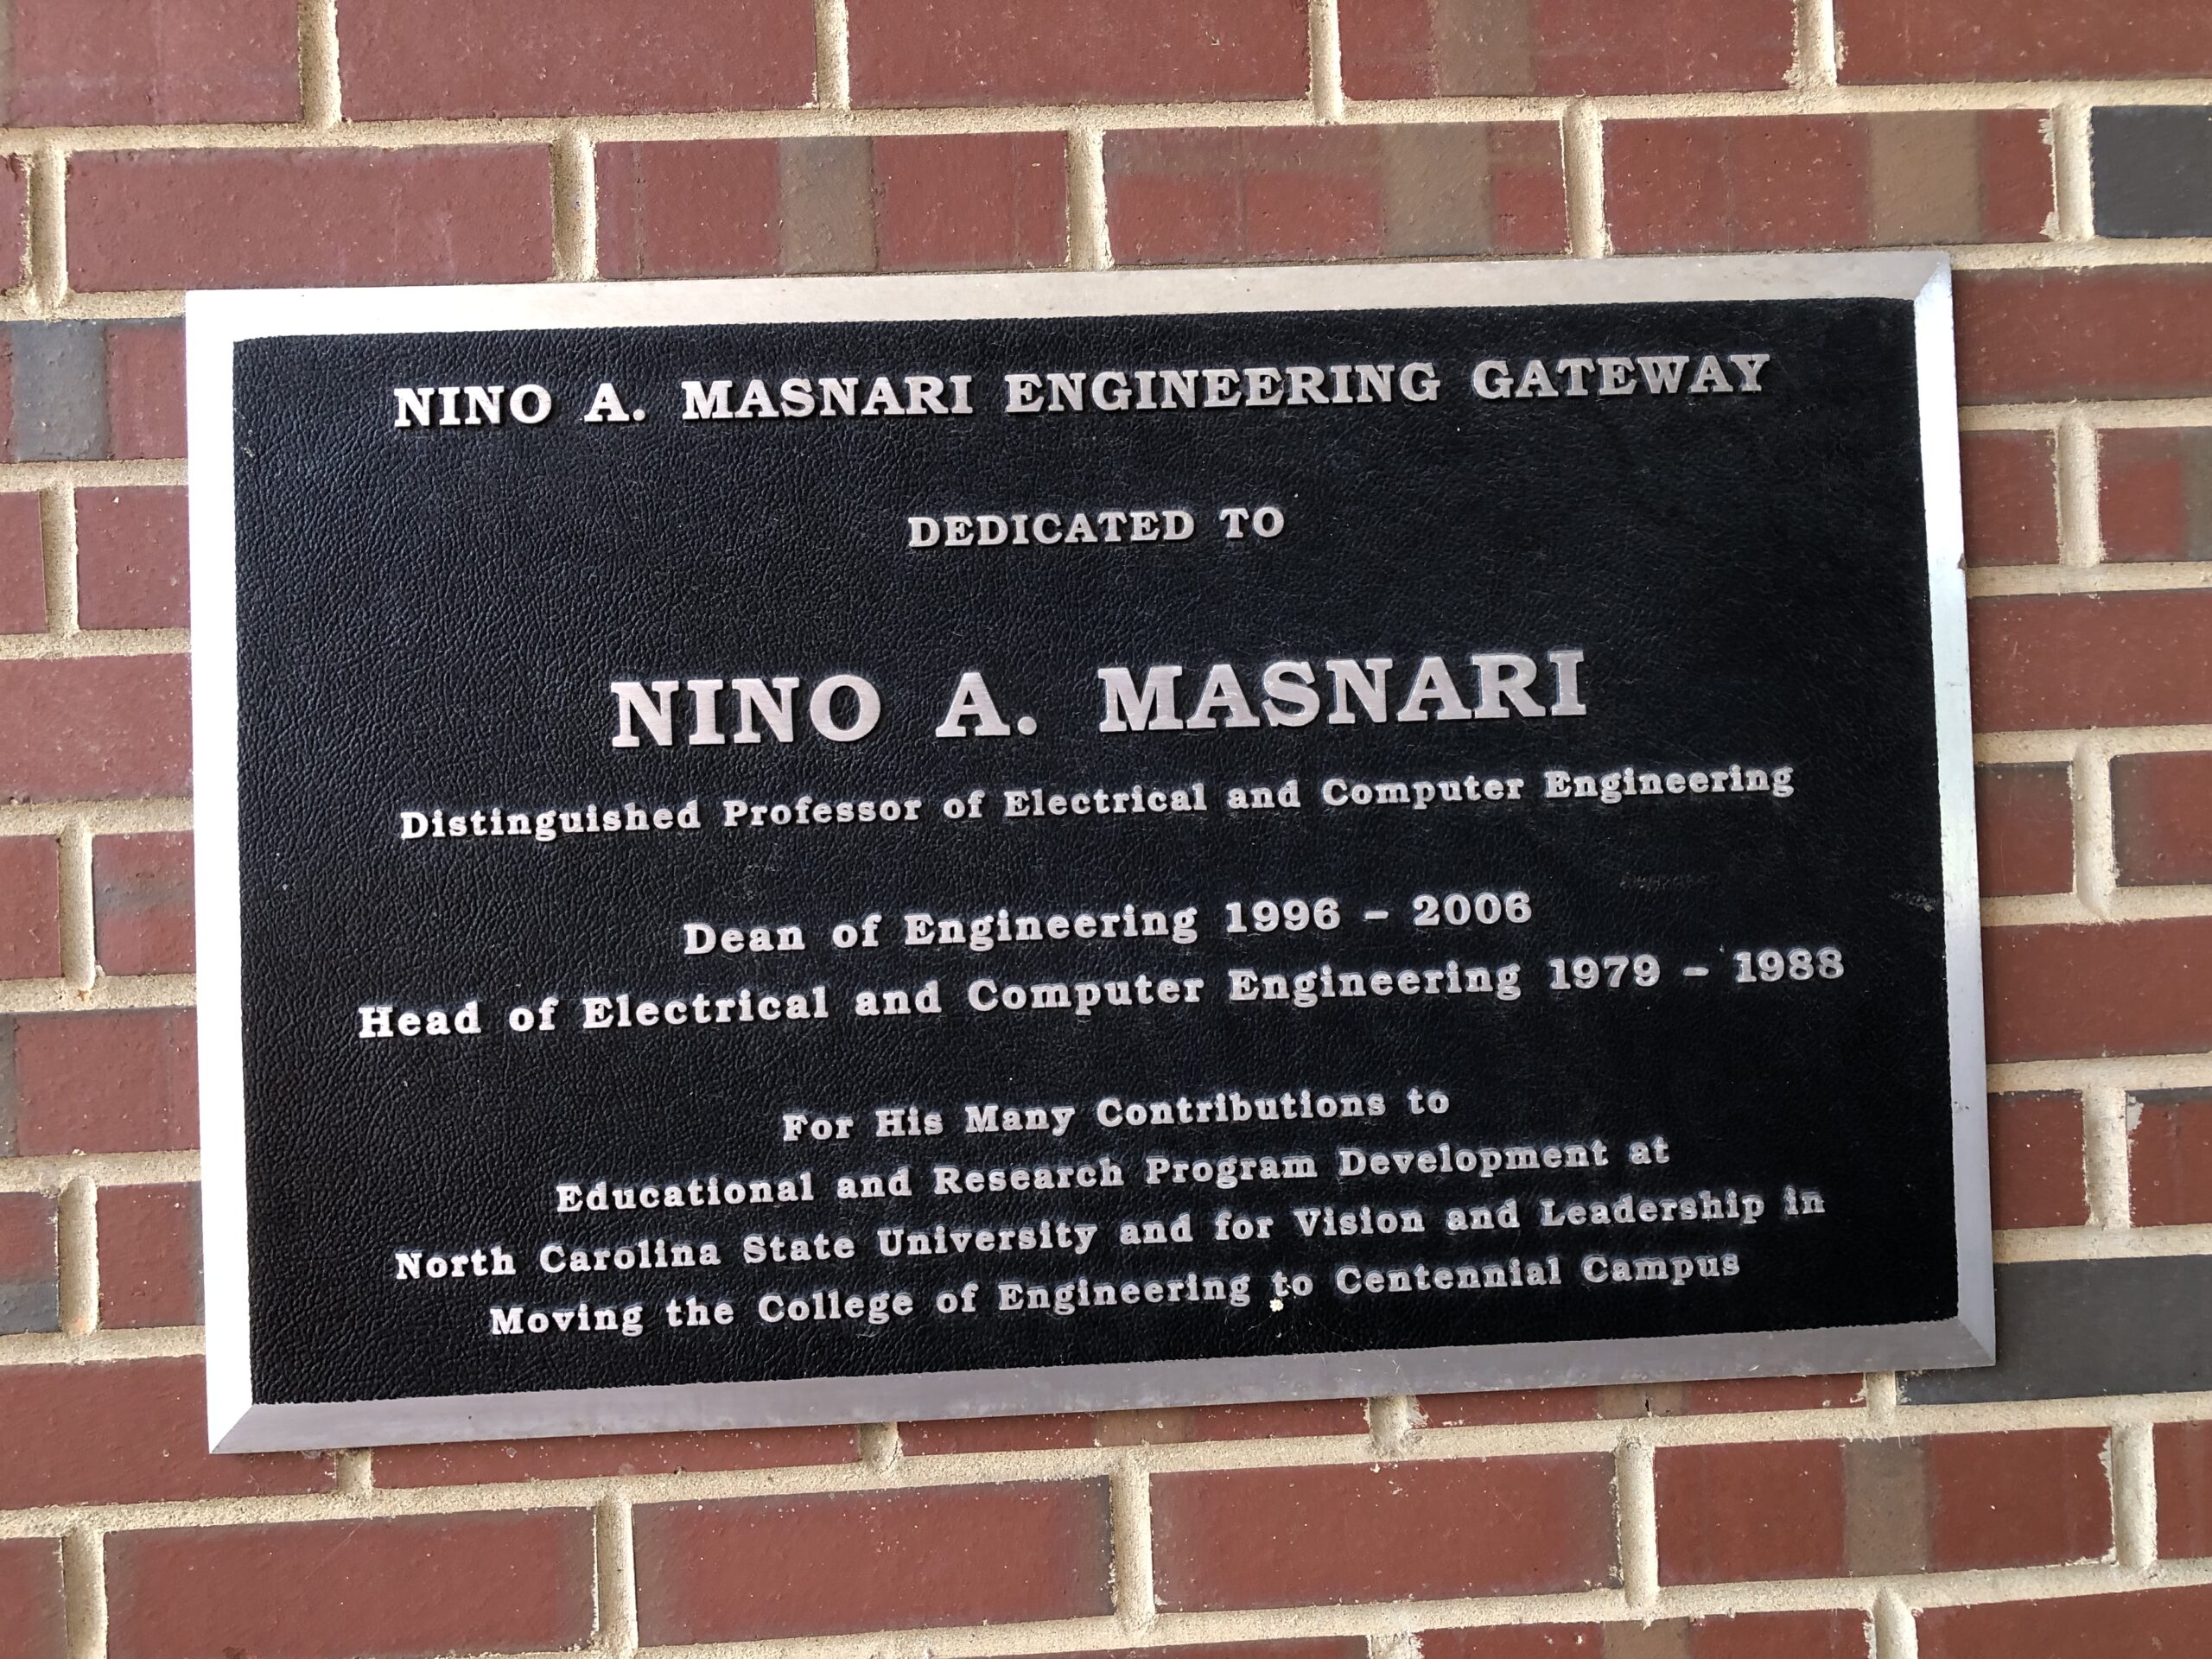 NINO A. MASNARI ENGINEERING GATEWAY
DEDICATED TO
NINO A. MASNARI
Distinguished Professor of Electrical and Computer Engineering
Dean of Engineering 1996 - 2006
Head of Electrical and Computer Engineering 1979 - 1988
For His Many Contributions to
Educational and Research Program Development at
North Carolina State University and for Vision and Leadership in
Moving the College of Engineering to Centennial Campus